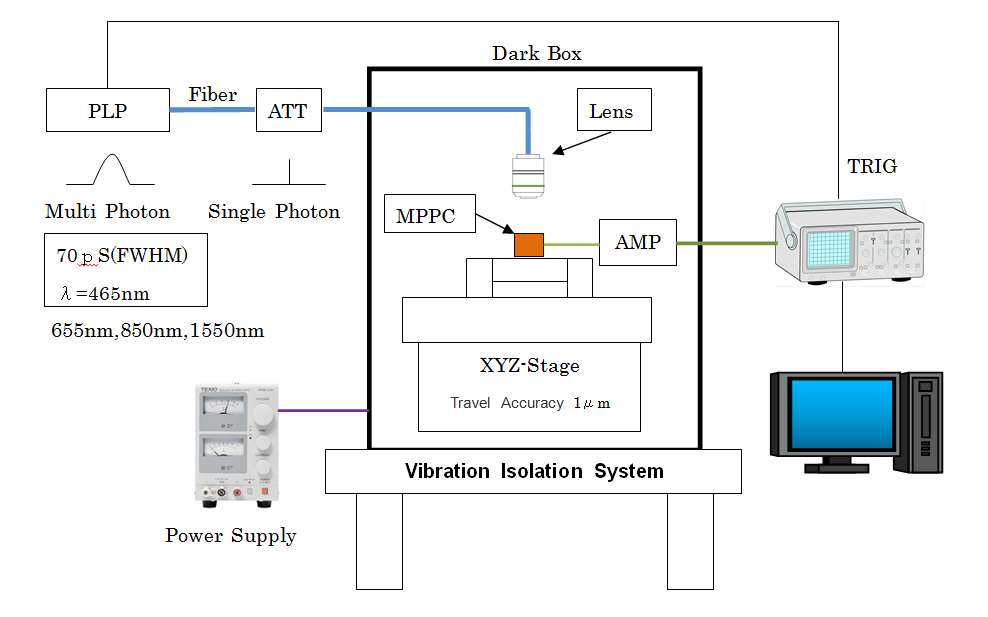 Dark Box
PLP
Fiber
ATT
Lens
TRIG
Multi Photon
Single Photon
MPPC
AMP
70ｐS(FWHM)
λ=465nm
655nm,850nm,1550nm
XYZ-Stage
Travel Accuracy 1μm
TEXIO
Vibration Isolation System
Power Supply